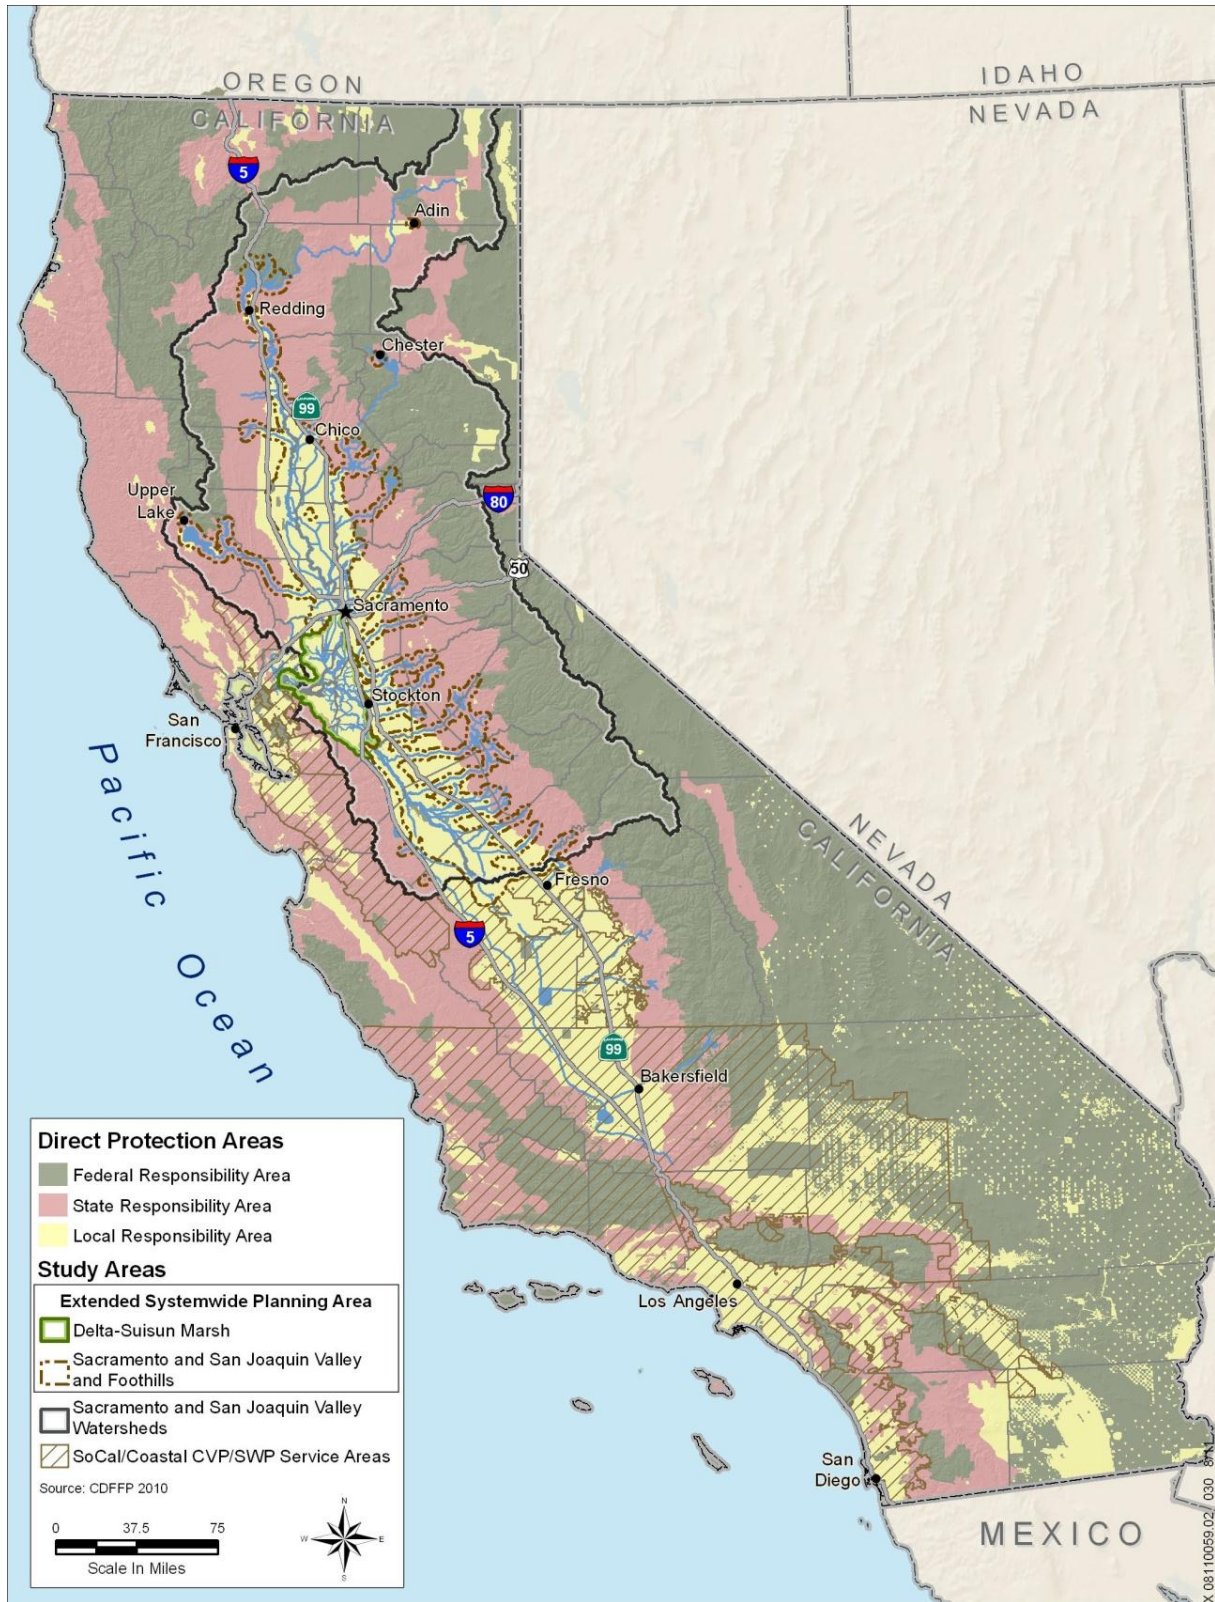 OREGON
CALIFORNIA
IDAHO
NEVADA
5
Adin
Redding
Chester
99
Chico
Upper
Lake
80
50
Sacramento
Stockton
San
Francisco
Pacific Ocean
NEVADA
CALIFORNIA
Fresno
5
99
Bakersfield
Los Angeles
San
Diego
MEXICO
Direct Protection Areas
Federal Responsibility Area
State Responsibility Area
Local Responsibility Area
Study Areas
Extended Systemwide Planning Area
Delta-Suisun Marsh
Sacramento and San Joaquin Valley
and Foothills
Sacramento and San Joaquin Valley
Watersheds
SoCal/Coastal CVP/SWP Service Areas
Source: CDFFP 2010
0 37.5 75
Scale In Miles
N
W E
S
X 08110059.02 030